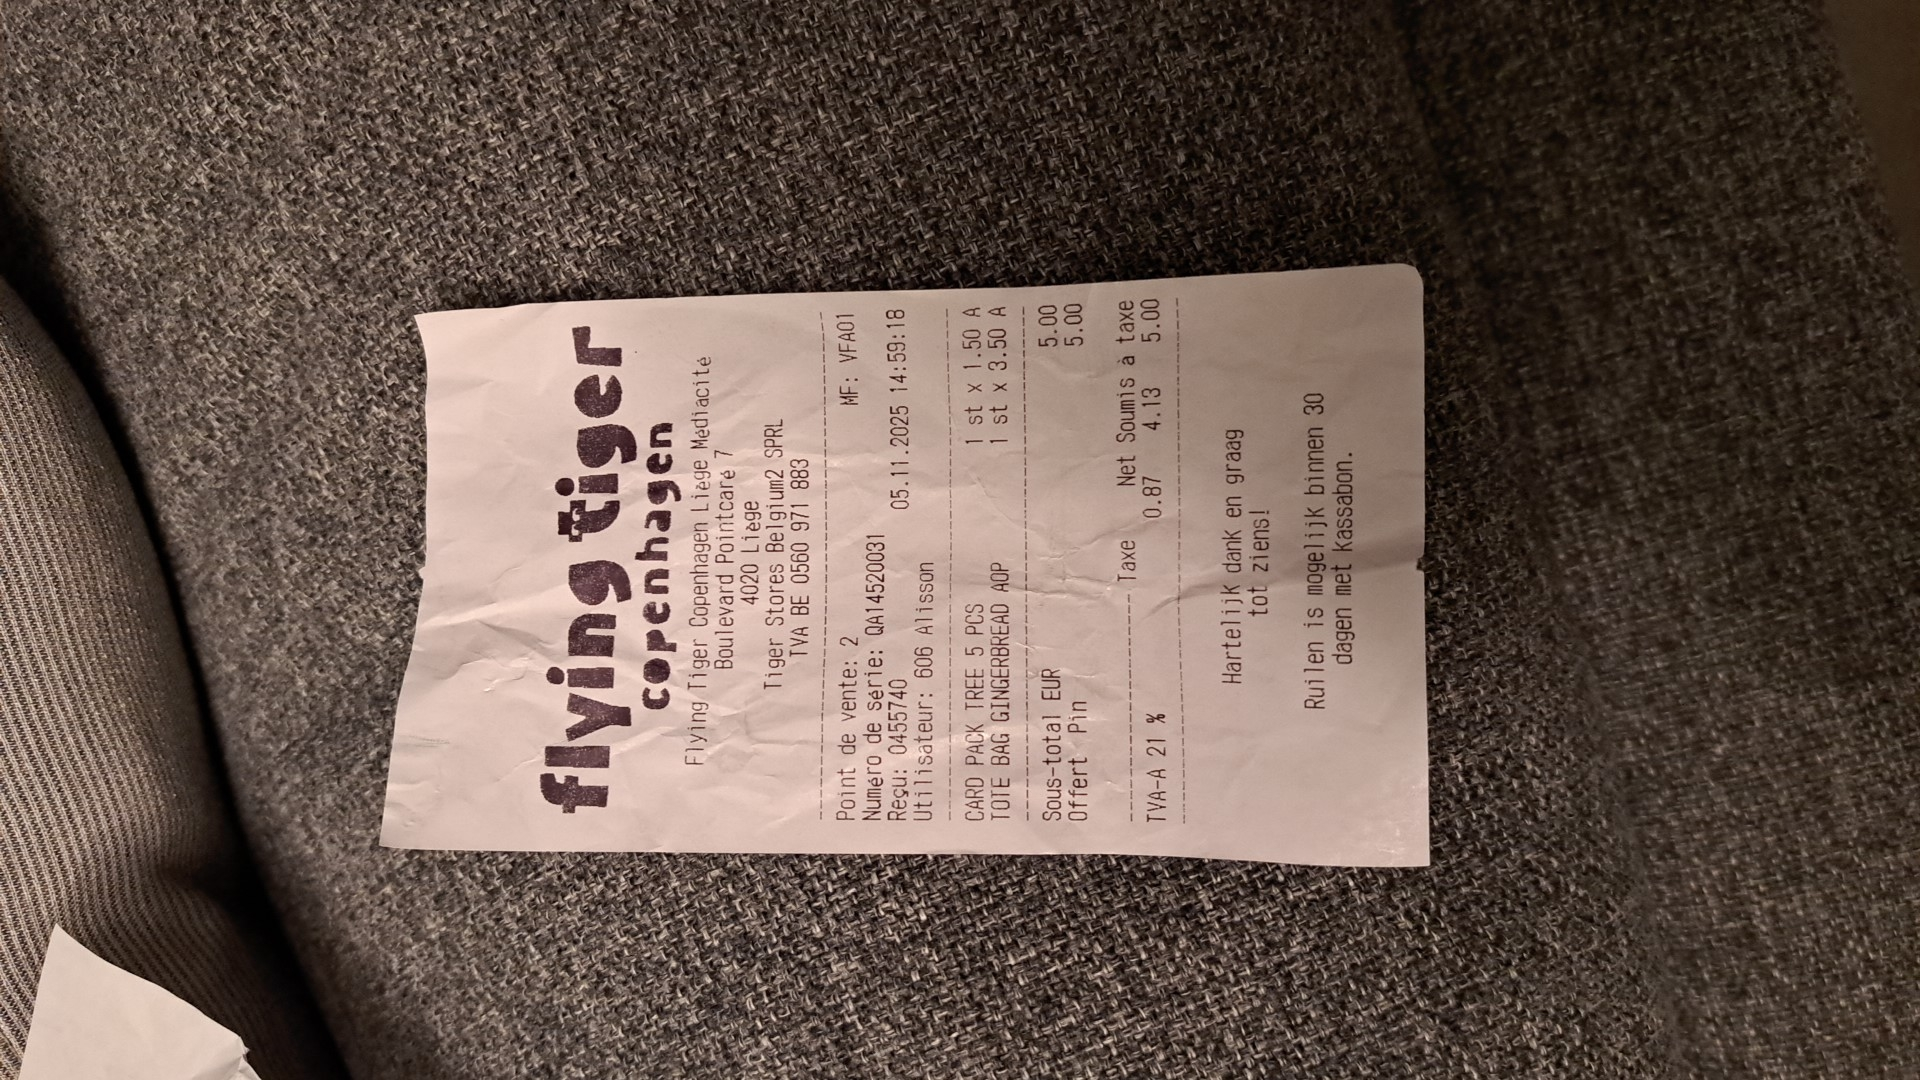 flying tiger
copenhagen
Flying Tiger Copenhagen Liège Médiacité
Boulevard Pointcaré 7
4020 Liège
Tiger Stores Belgium2 SPRL
TVA BE 0560 971 883
Point de vente: 2 MF: VFA01
Numéro de série: QA14520031
Reçu: 0455740 05.11.2025 14:59:18
Utilisateur: 606 Alisson
CARD PACK TREE 5 PCS 1 st x 1.50 A
TOTE BAG GINGERBREAD AOP 1 st x 3.50 A
Sous-total EUR 5.00
Offert Pin 5.00
Taxe Net Soumis à taxe
TVA-A 21 % 0.87 4.13 5.00
Hartelijk dank en graag
tot ziens!
Ruilen is mogelijk binnen 30
dagen met kassabon.